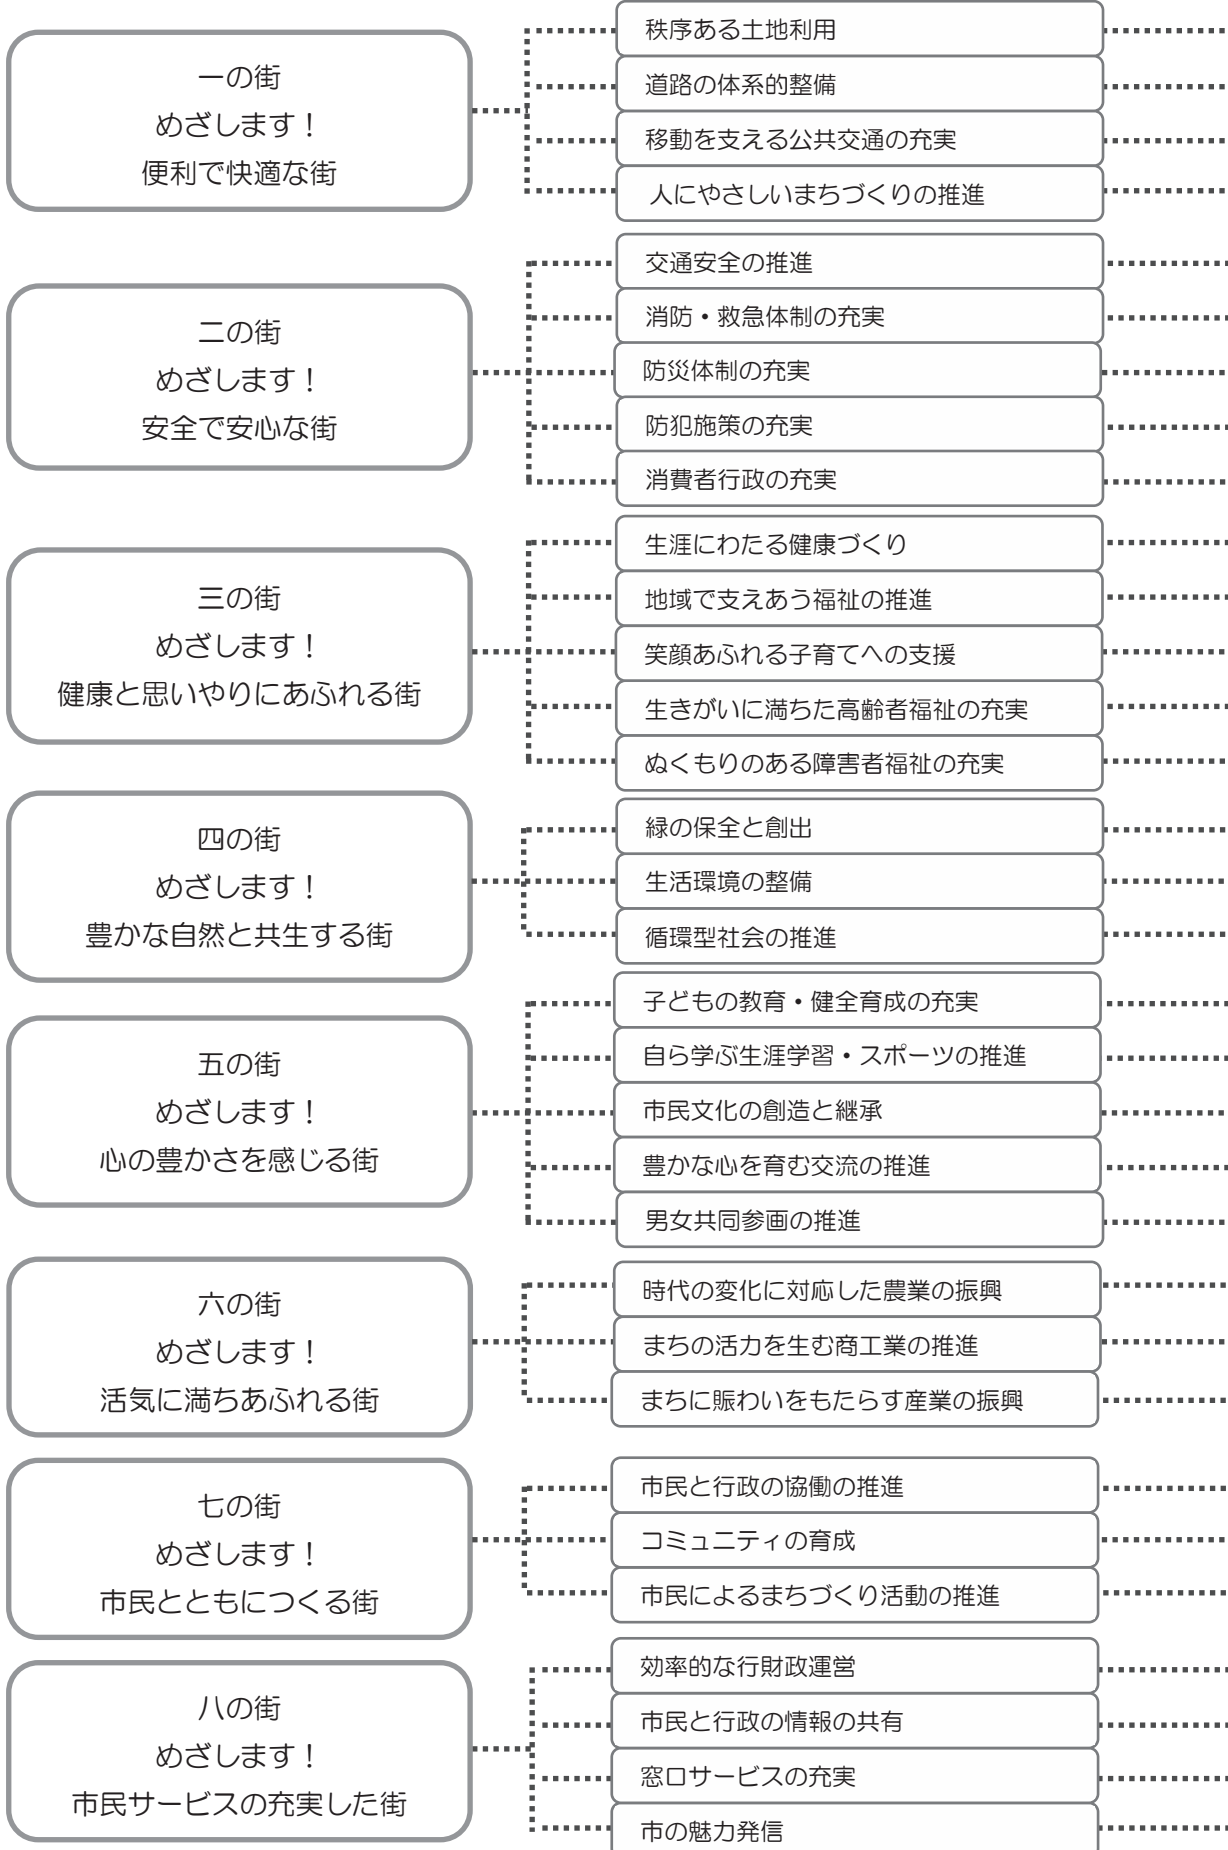 一の街
めざします！
便利で快適な街
秩序ある土地利用
道路の体系的整備
移動を支える公共交通の充実
人にやさしいまちづくりの推進
二の街
めざします！
安全で安心な街
交通安全の推進
消防・救急体制の充実
防災体制の充実
防犯施策の充実
消費者行政の充実
三の街
めざします！
健康と思いやりにあふれる街
生涯にわたる健康づくり
地域で支えあう福祉の推進
笑顔あふれる子育てへの支援
生きがいに満ちた高齢者福祉の充実
ぬくもりのある障害者福祉の充実
四の街
めざします！
豊かな自然と共生する街
緑の保全と創出
生活環境の整備
循環型社会の推進
五の街
めざします！
心の豊かさを感じる街
子どもの教育・健全育成の充実
自ら学ぶ生涯学習・スポーツの推進
市民文化の創造と継承
豊かな心を育む交流の推進
男女共同参画の推進
六の街
めざします！
活気に満ちあふれる街
時代の変化に対応した農業の振興
まちの活力を生む商工業の推進
まちに賑わいをもたらす産業の振興
七の街
めざします！
市民とともにつくる街
市民と行政の協働の推進
コミュニティの育成
市民によるまちづくり活動の推進
八の街
めざします！
市民サービスの充実した街
効率的な行財政運営
市民と行政の情報の共有
窓口サービスの充実
市の魅力発信